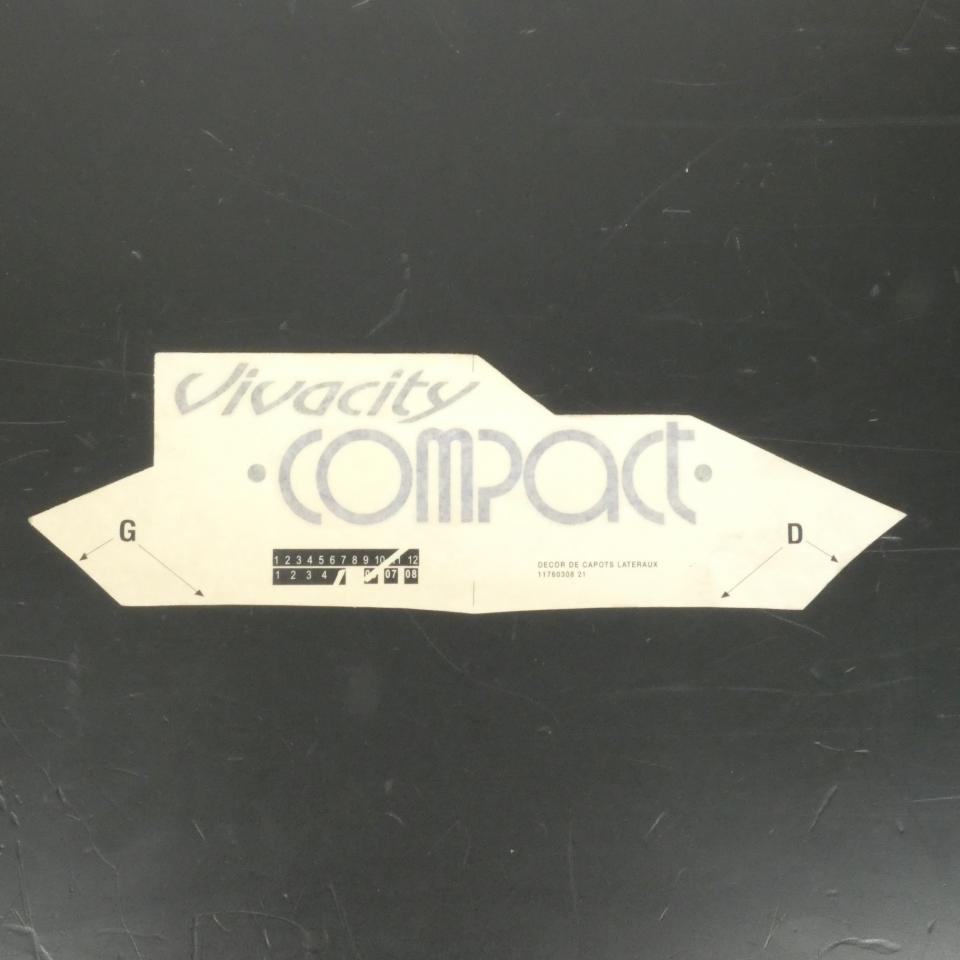 Vivacity
•COMPACT•
G
D
1 2 3 4 5 6 7 8 9 10 11 12
1 2 3 4 07 08
DECOR DE CAPOTS LATERAUX
11760308 21